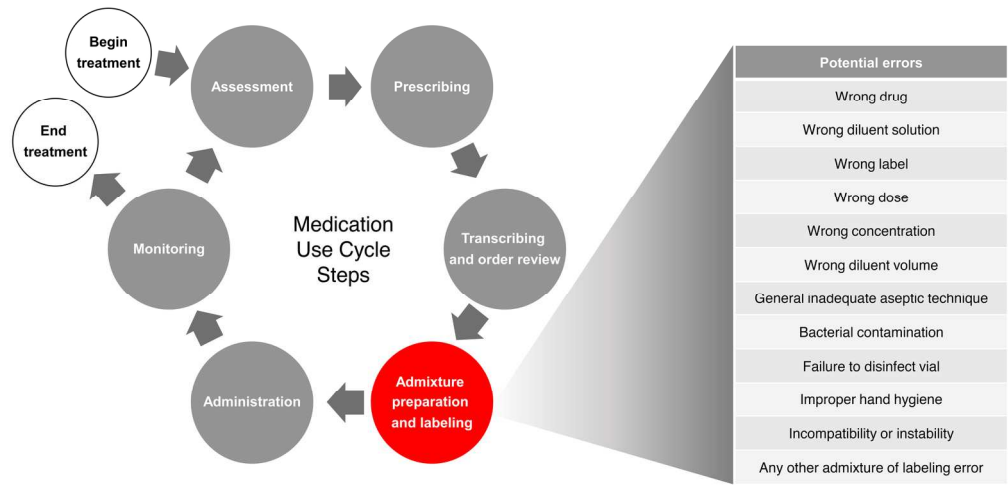 Begin
treatment
End
treatment
Assessment
Prescribing
Transcribing
and order review
Admixture
preparation
and labeling
Administration
Monitoring
Medication
Use Cycle
Steps
Potential errors
Wrong drug
Wrong diluent solution
Wrong label
Wrong dose
Wrong concentration
Wrong diluent volume
General inadequate aseptic technique
Bacterial contamination
Failure to disinfect vial
Improper hand hygiene
Incompatibility or instability
Any other admixture of labeling error